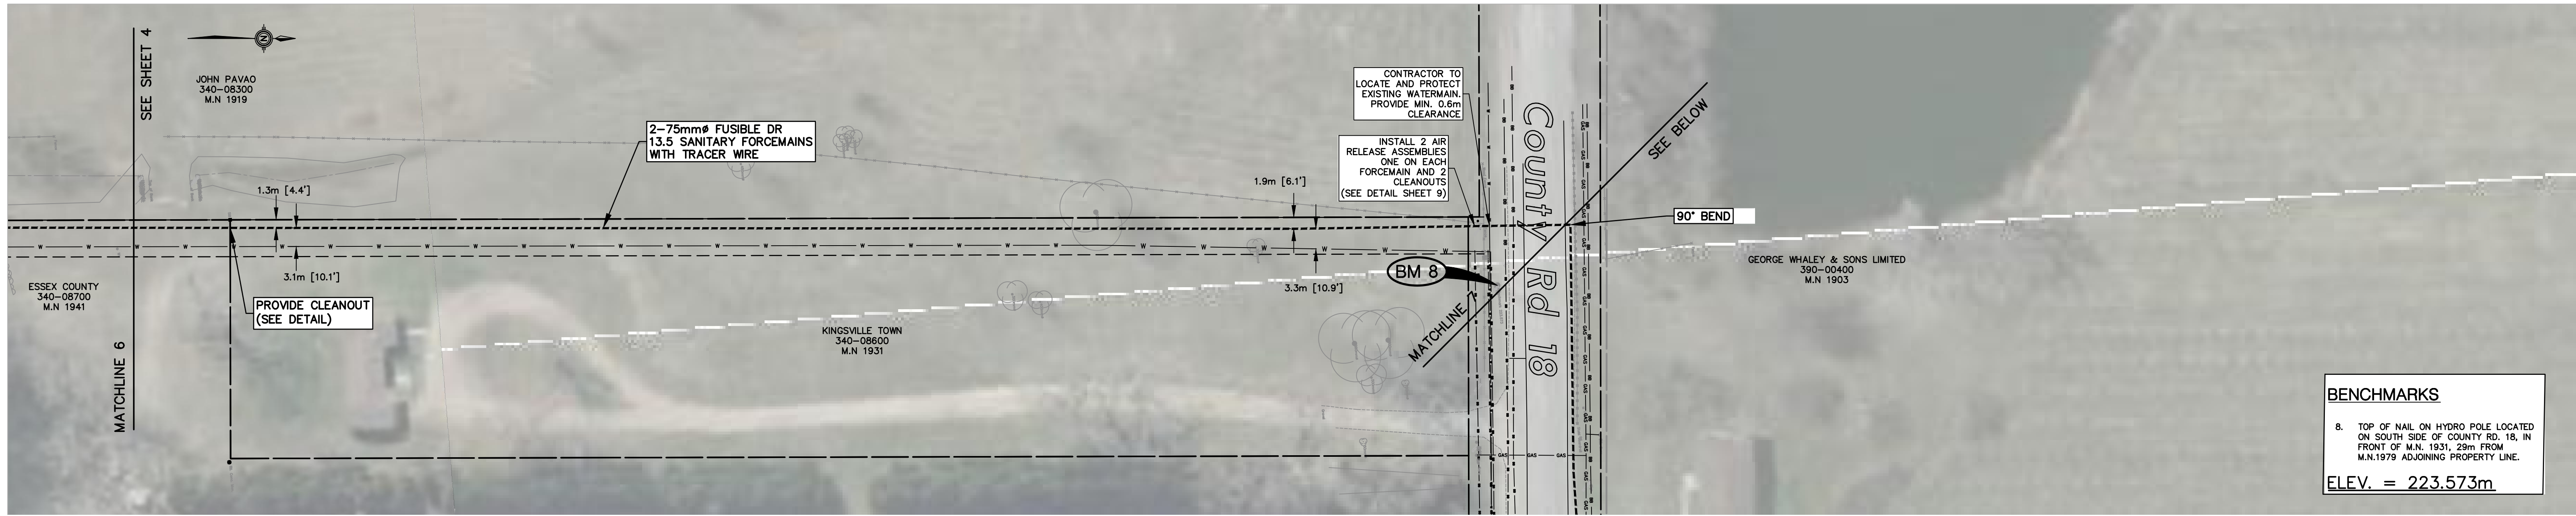 SEE SHEET 4
JOHN PAVAO
340-08300
M.N 1919
N
2-75mmø FUSIBLE DR
13.5 SANITARY FORCEMAINS
WITH TRACER WIRE
CONTRACTOR TO
LOCATE AND PROTECT
EXISTING WATERMAIN.
PROVIDE MIN. 0.6m
CLEARANCE
INSTALL 2 AIR
RELEASE ASSEMBLIES
ONE ON EACH
FORCEMAIN AND 2
CLEANOUTS
(SEE DETAIL SHEET 9)
County Rd 18
SEE BELOW
1.3m [4.4']
1.9m [6.1']
90° BEND
3.1m [10.1']
3.3m [10.9']
BM 8
MATCHLINE 7
ESSEX COUNTY
340-08700
M.N 1941
PROVIDE CLEANOUT
(SEE DETAIL)
MATCHLINE 6
KINGSVILLE TOWN
340-08600
M.N 1931
GEORGE WHALEY & SONS LIMITED
390-00400
M.N 1903
GAS GAS GAS
BENCHMARKS
8. TOP OF NAIL ON HYDRO POLE LOCATED
ON SOUTH SIDE OF COUNTY RD. 18, IN
FRONT OF M.N. 1931, 29m FROM
M.N.1979 ADJOINING PROPERTY LINE.
ELEV. = 223.573m